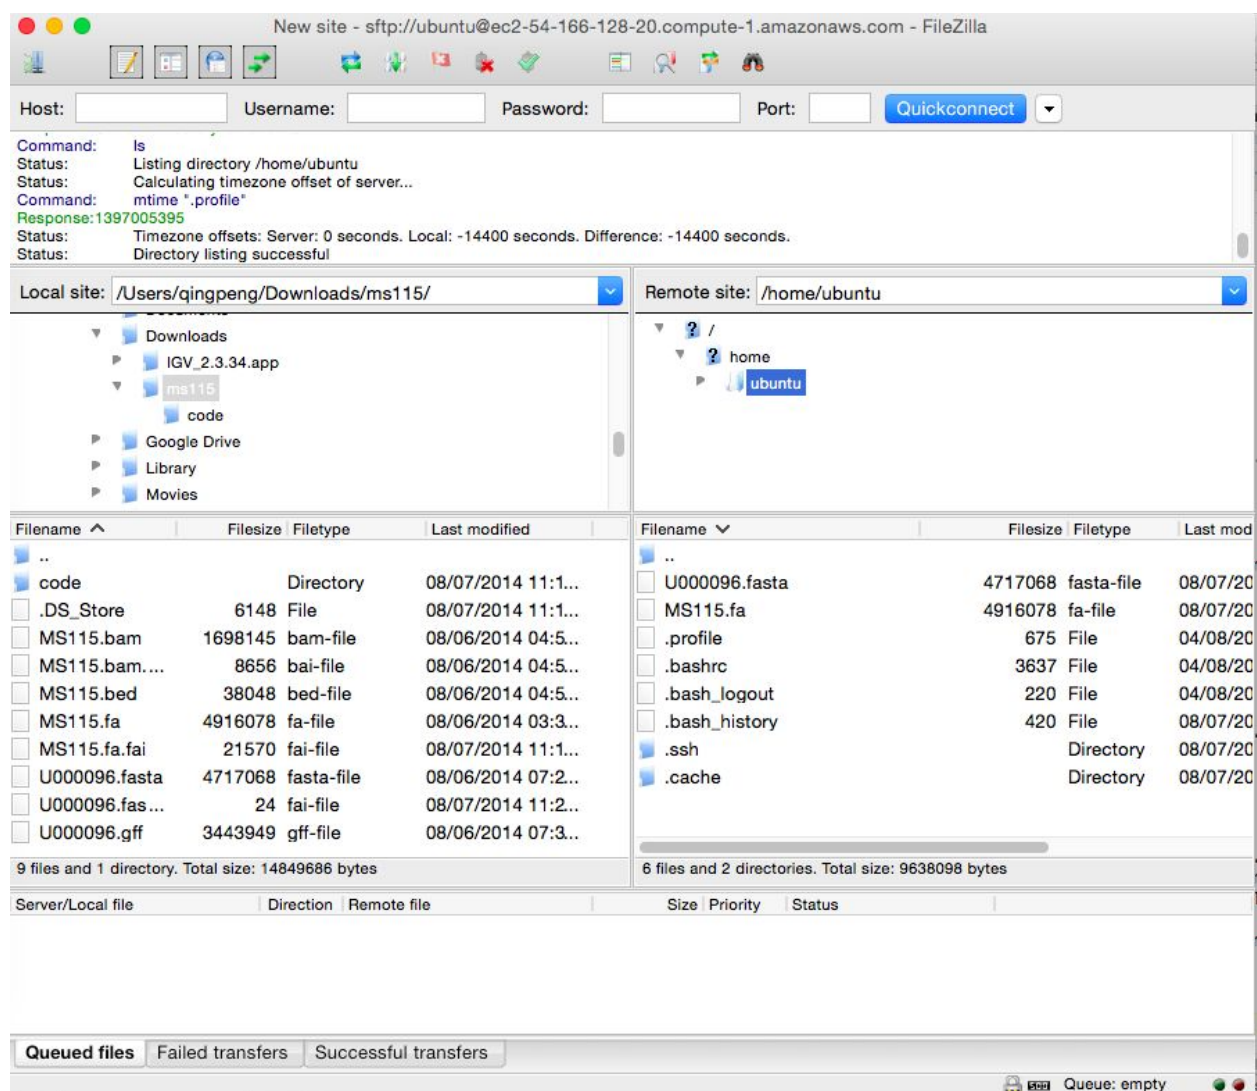 New site - sftp://ubuntu@ec2-54-166-128-20.compute-1.amazonaws.com - FileZilla
Host: Username: Password: Port: Quickconnect
Command: ls
Status: Listing directory /home/ubuntu
Status: Calculating timezone offset of server...
Command: mtime ".profile"
Response: 1397005395
Status: Timezone offsets: Server: 0 seconds. Local: -14400 seconds. Difference: -14400 seconds.
Status: Directory listing successful
Local site: /Users/qingpeng/Downloads/ms115/
Documents
Downloads
IGV_2.3.34.app
ms115
code
Google Drive
Library
Movies
Remote site: /home/ubuntu
/
home
ubuntu
Filename Filesize Filetype Last modified
..
code Directory 08/07/2014 11:1...
.DS_Store 6148 File 08/07/2014 11:1...
MS115.bam 1698145 bam-file 08/06/2014 04:5...
MS115.bam.... 8656 bai-file 08/06/2014 04:5...
MS115.bed 38048 bed-file 08/06/2014 04:5...
MS115.fa 4916078 fa-file 08/06/2014 03:3...
MS115.fa.fai 21570 fai-file 08/07/2014 11:1...
U000096.fasta 4717068 fasta-file 08/06/2014 07:2...
U000096.fas... 24 fai-file 08/07/2014 11:2...
U000096.gff 3443949 gff-file 08/06/2014 07:3...
9 files and 1 directory. Total size: 14849686 bytes
Filename Filesize Filetype Last mod
..
U000096.fasta 4717068 fasta-file 08/07/20
MS115.fa 4916078 fa-file 08/07/20
.profile 675 File 04/08/20
.bashrc 3637 File 04/08/20
.bash_logout 220 File 04/08/20
.bash_history 420 File 08/07/20
.ssh Directory 08/07/20
.cache Directory 08/07/20
6 files and 2 directories. Total size: 9638098 bytes
Server/Local file Direction Remote file Size Priority Status
Queued files Failed transfers Successful transfers
Queue: empty